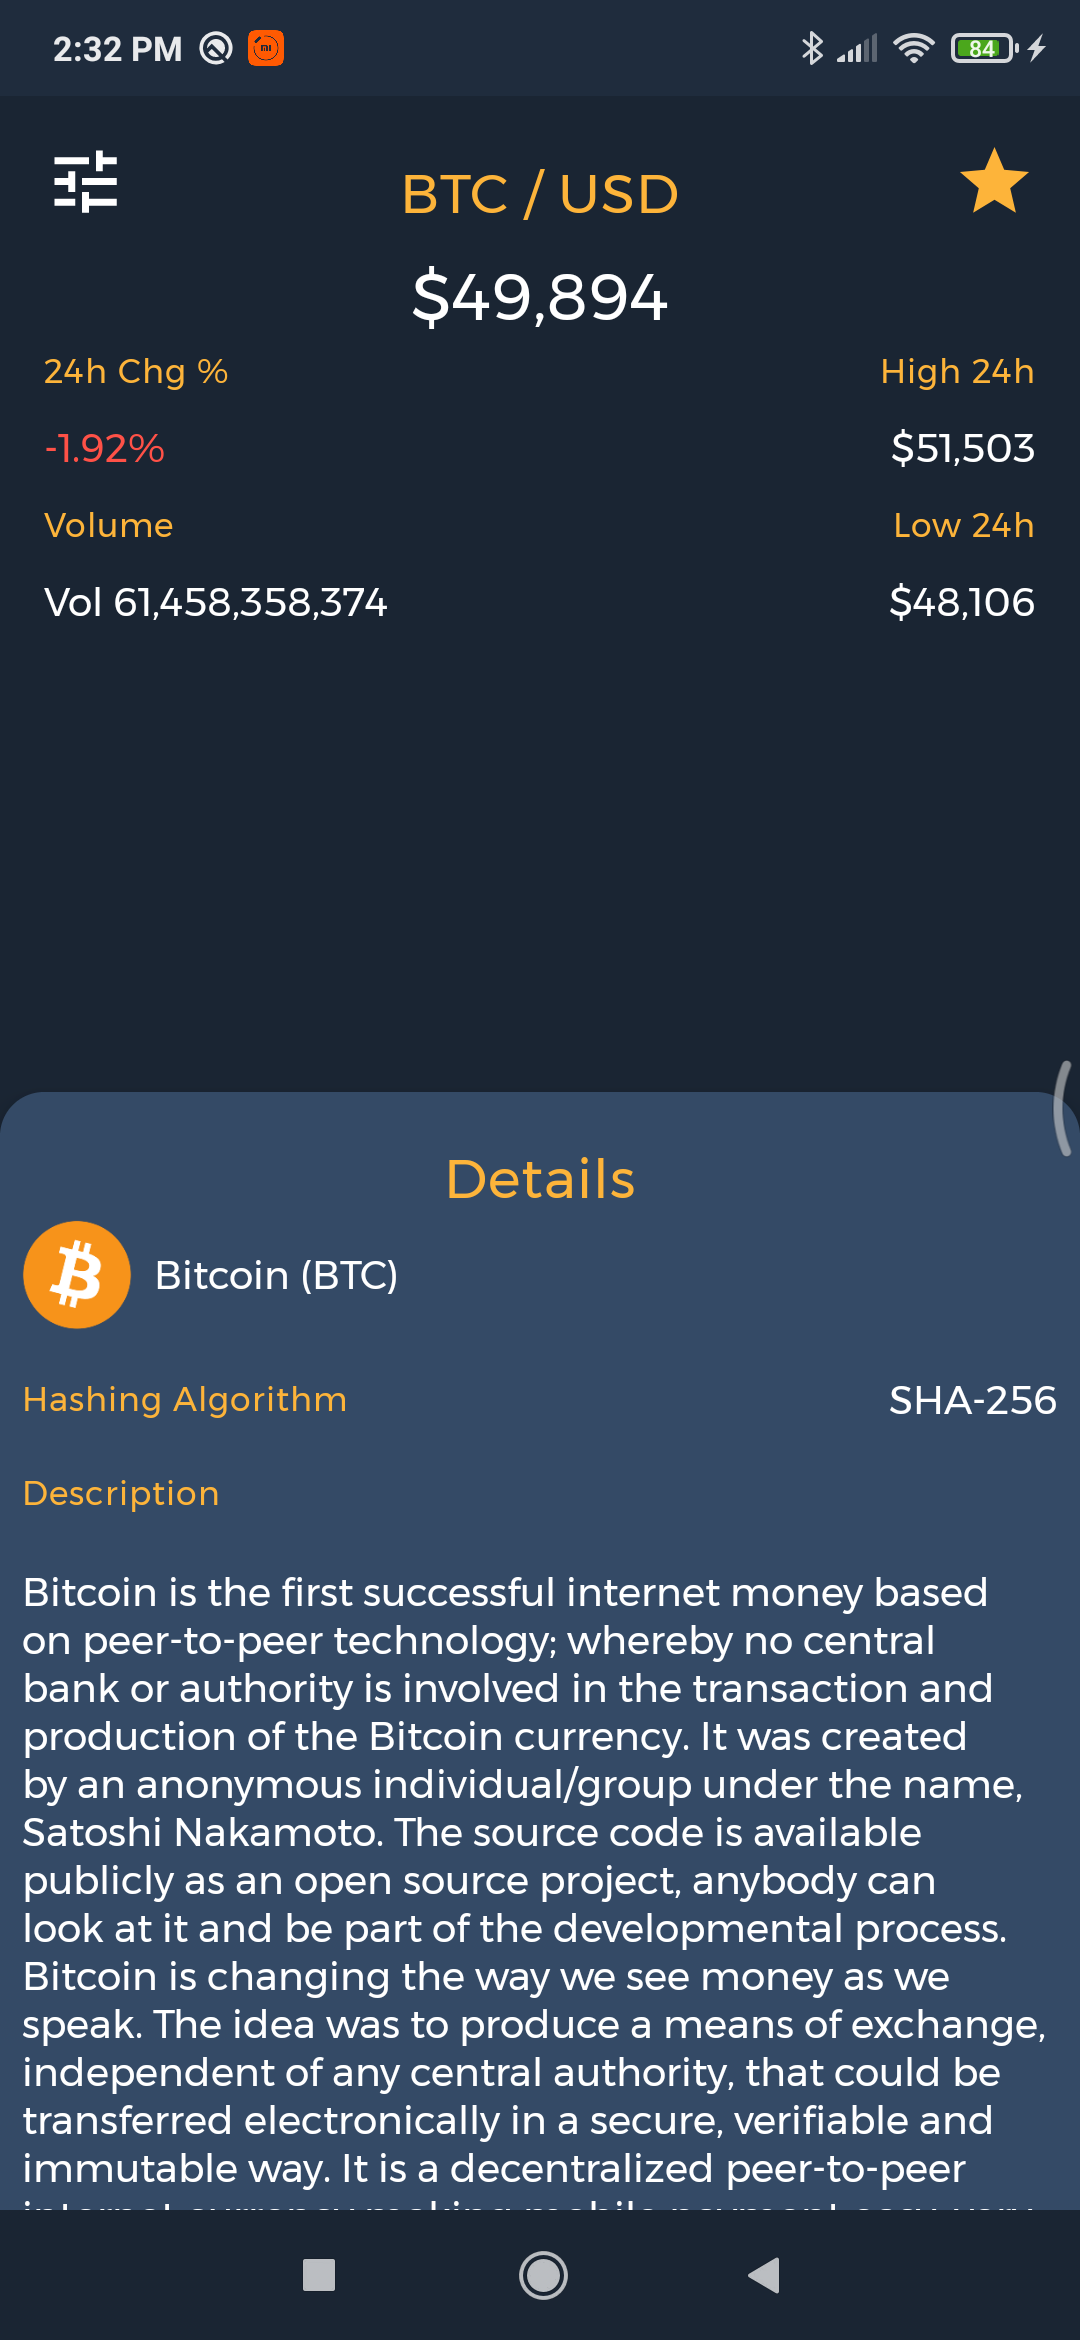 2:32 PM
84
BTC / USD
$49,894
24h Chg %
High 24h
-1.92%
$51,503
Volume
Low 24h
Vol 61,458,358,374
$48,106
Details
Bitcoin (BTC)
Hashing Algorithm
SHA-256
Description
Bitcoin is the first successful internet money based
on peer-to-peer technology; whereby no central
bank or authority is involved in the transaction and
production of the Bitcoin currency. It was created
by an anonymous individual/group under the name,
Satoshi Nakamoto. The source code is available
publicly as an open source project, anybody can
look at it and be part of the developmental process.
Bitcoin is changing the way we see money as we
speak. The idea was to produce a means of exchange,
independent of any central authority, that could be
transferred electronically in a secure, verifiable and
immutable way. It is a decentralized peer-to-peer